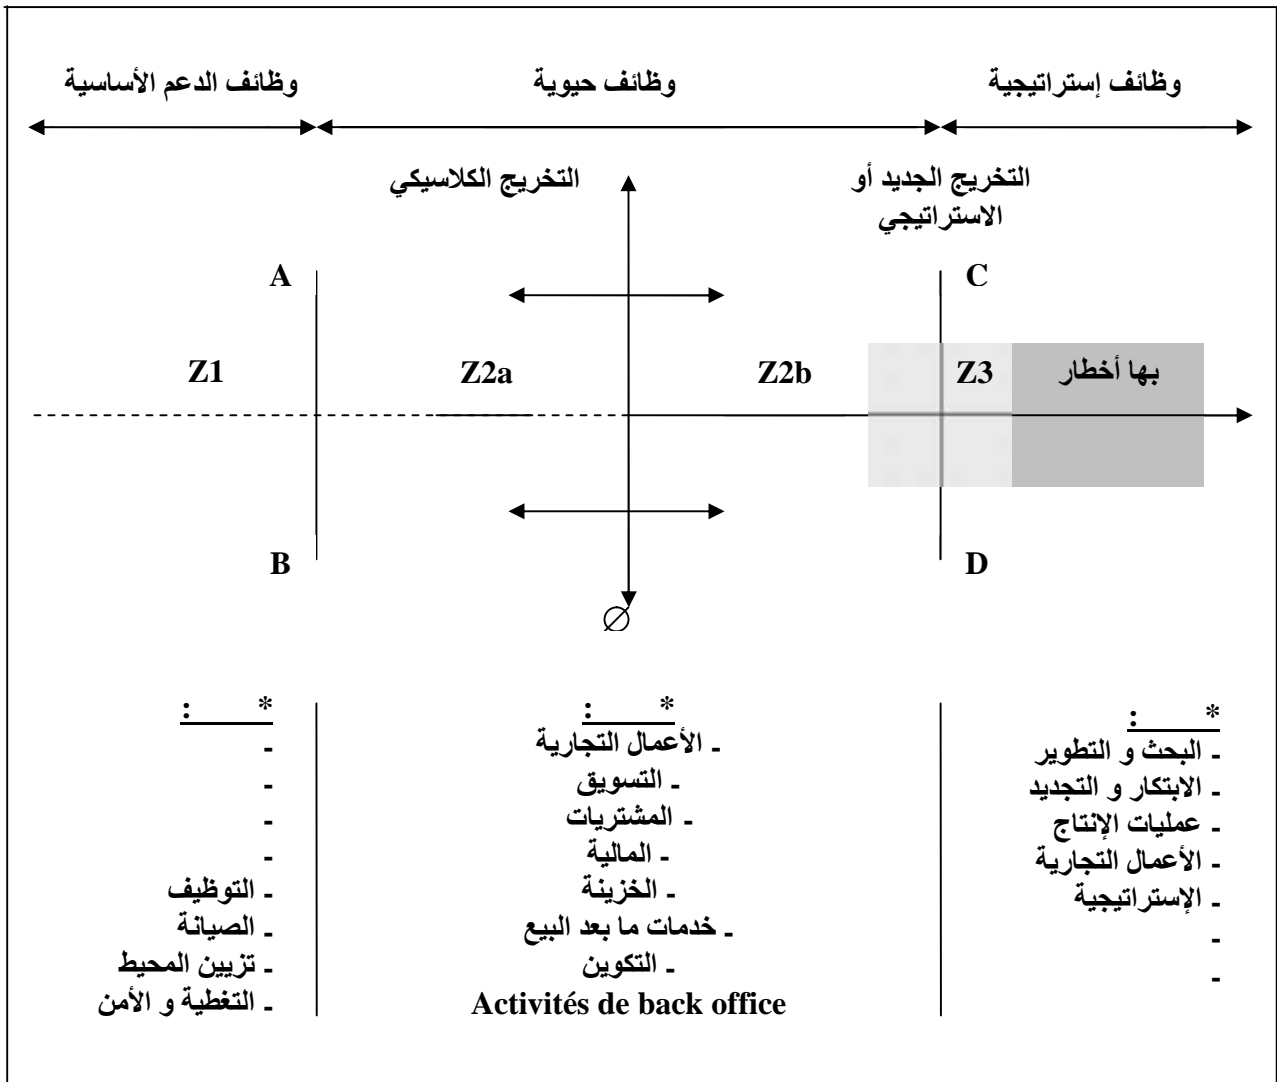 وظائف إستراتيجية
وظائف حيوية
وظائف الدعم الأساسية
التخريج الجديد أو
الاستراتيجي
التخريج الكلاسيكي
A
C
Z1
Z2a
Z2b
Z3
بها أخطار
B
D
∅
* :
- البحث و التطوير
- الابتكار و التجديد
- عمليات الإنتاج
- الأعمال التجارية
- الإستراتيجية
-
-
* :
- الأعمال التجارية
- التسويق
- المشتريات
- المالية
- الخزينة
- خدمات ما بعد البيع
- التكوين
Activités de back office
* :
-
-
-
-
- التوظيف
- الصيانة
- تزيين المحيط
- التغطية و الأمن